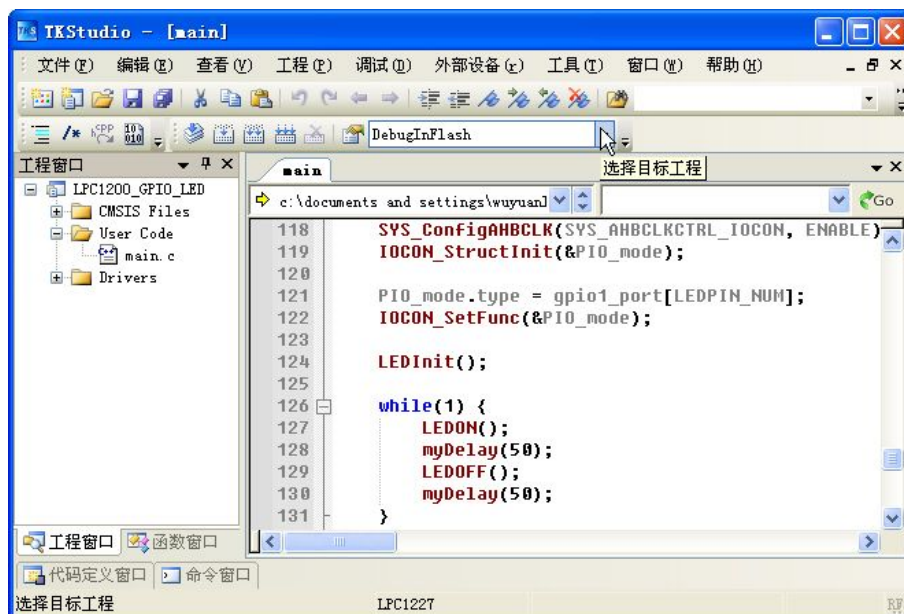 TKStudio - [main]
文件(F) 编辑(E) 查看(V) 工程(P) 调试(D) 外部设备(r) 工具(T) 窗口(W) 帮助(H)
DebugInFlash
工程窗口
main
选择目标工程
LPC1200_GPIO_LED
c:\documents and settings\wuyuan]
Go
CMSIS Files
User Code
main.c
Drivers
118 SYS_ConfigAHBCLK(SYS_AHBCLKCTRL_IOCON, ENABLE)
119 IOCON_StructInit(&PIO_mode);
120
121 PIO_mode.type = gpio1_port[LEDPIN_NUM];
122 IOCON_SetFunc(&PIO_mode);
123
124 LEDInit();
125
126 while(1) {
127 LEDON();
128 myDelay(50);
129 LEDOFF();
130 myDelay(50);
131 }
工程窗口 函数窗口
代码定义窗口 命令窗口
选择目标工程 LPC1227